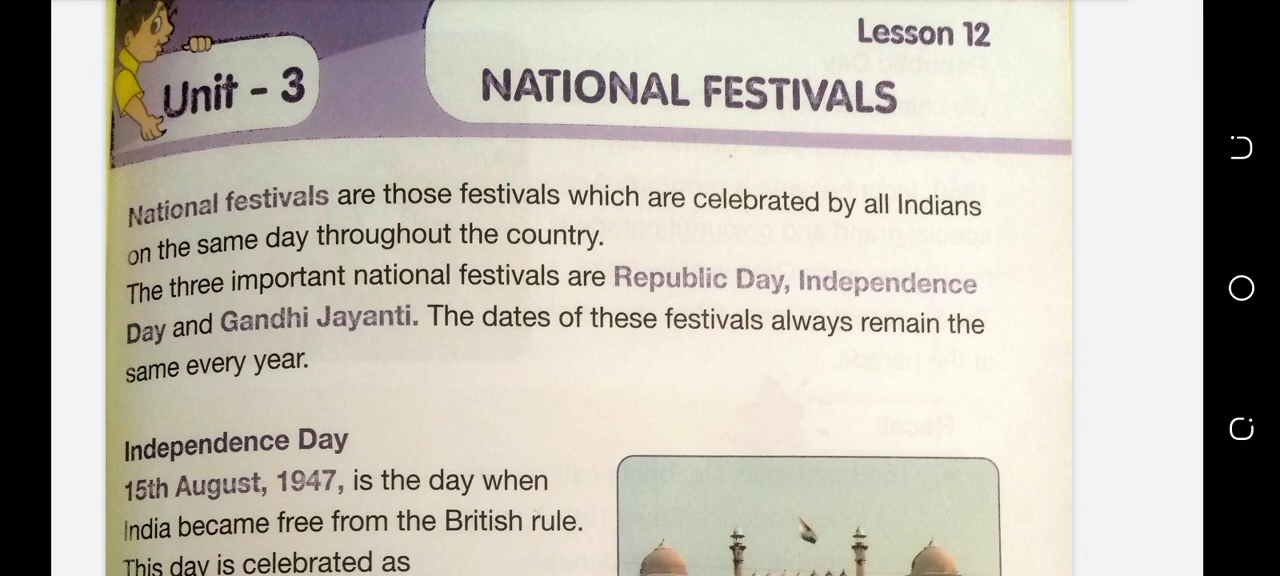 Lesson 12
Unit - 3
NATIONAL FESTIVALS
National festivals are those festivals which are celebrated by all Indians
on the same day throughout the country.
The three important national festivals are Republic Day, Independence
Day and Gandhi Jayanti. The dates of these festivals always remain the
same every year.
Independence Day
15th August, 1947, is the day when
India became free from the British rule.
This day is celebrated as